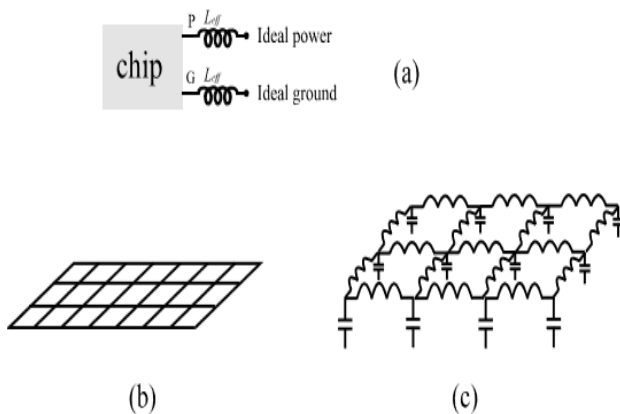 P Leff Ideal power
chip
G Leff Ideal ground
(a)
(b)
(c)